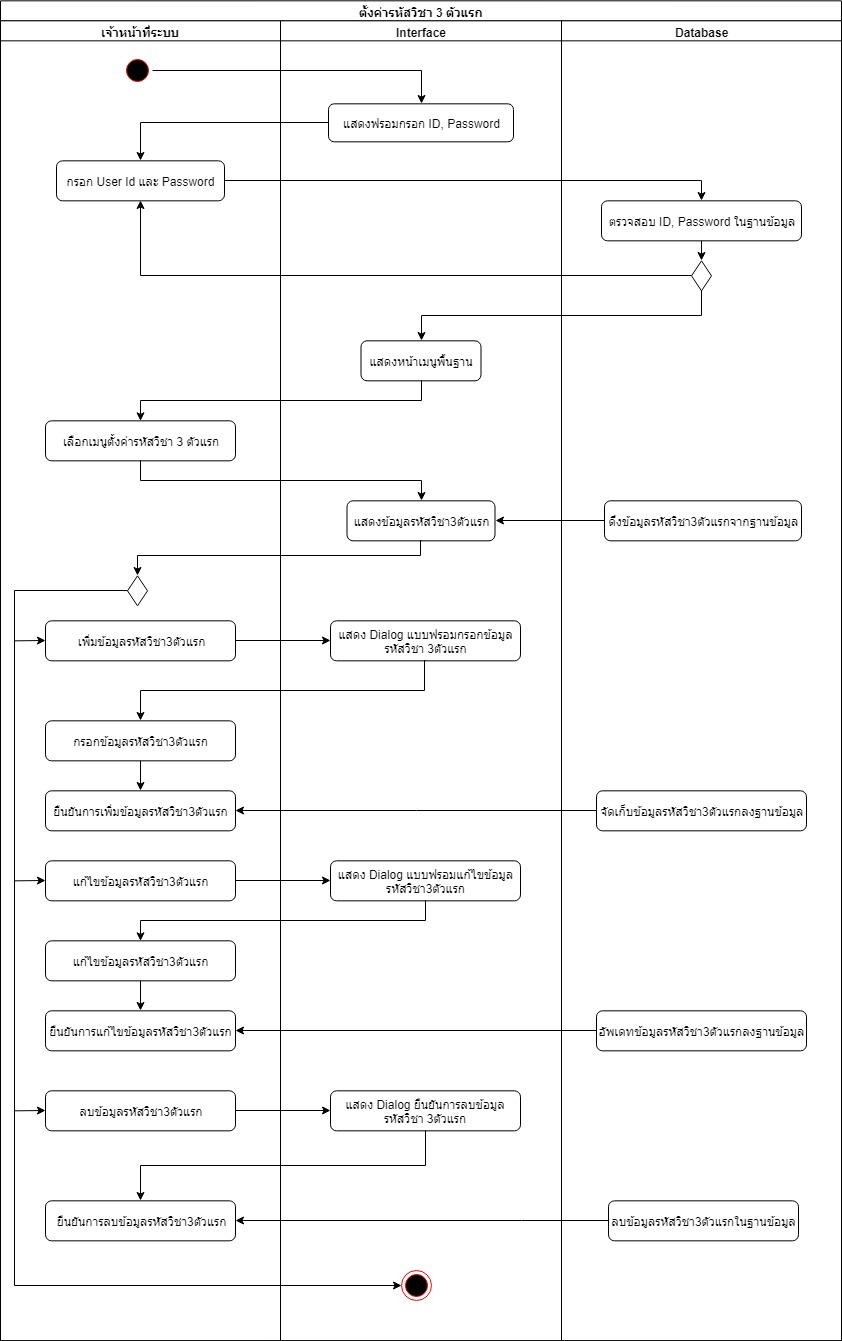 ตั้งค่ารหัสวิชา 3 ตัวแรก
เจ้าหน้าที่ระบบ
Interface
Database
แสดงฟรอมกรอก ID, Password
กรอก User Id และ Password
ตรวจสอบ ID, Password ในฐานข้อมูล
แสดงหน้าเมนูพื้นฐาน
เลือกเมนูตั้งค่ารหัสวิชา 3 ตัวแรก
แสดงข้อมูลรหัสวิชา3ตัวแรก
ดึงข้อมูลรหัสวิชา3ตัวแรกจากฐานข้อมูล
เพิ่มข้อมูลรหัสวิชา3ตัวแรก
แสดง Dialog แบบฟรอมกรอกข้อมูล
รหัสวิชา 3ตัวแรก
กรอกข้อมูลรหัสวิชา3ตัวแรก
ยืนยันการเพิ่มข้อมูลรหัสวิชา3ตัวแรก
จัดเก็บข้อมูลรหัสวิชา3ตัวแรกลงฐานข้อมูล
แก้ไขข้อมูลรหัสวิชา3ตัวแรก
แสดง Dialog แบบฟรอมแก้ไขข้อมูล
รหัสวิชา3ตัวแรก
แก้ไขข้อมูลรหัสวิชา3ตัวแรก
ยืนยันการแก้ไขข้อมูลรหัสวิชา3ตัวแรก
อัพเดทข้อมูลรหัสวิชา3ตัวแรกลงฐานข้อมูล
ลบข้อมูลรหัสวิชา3ตัวแรก
แสดง Dialog ยืนยันการลบข้อมูล
รหัสวิชา 3ตัวแรก
ยืนยันการลบข้อมูลรหัสวิชา3ตัวแรก
ลบข้อมูลรหัสวิชา3ตัวแรกในฐานข้อมูล